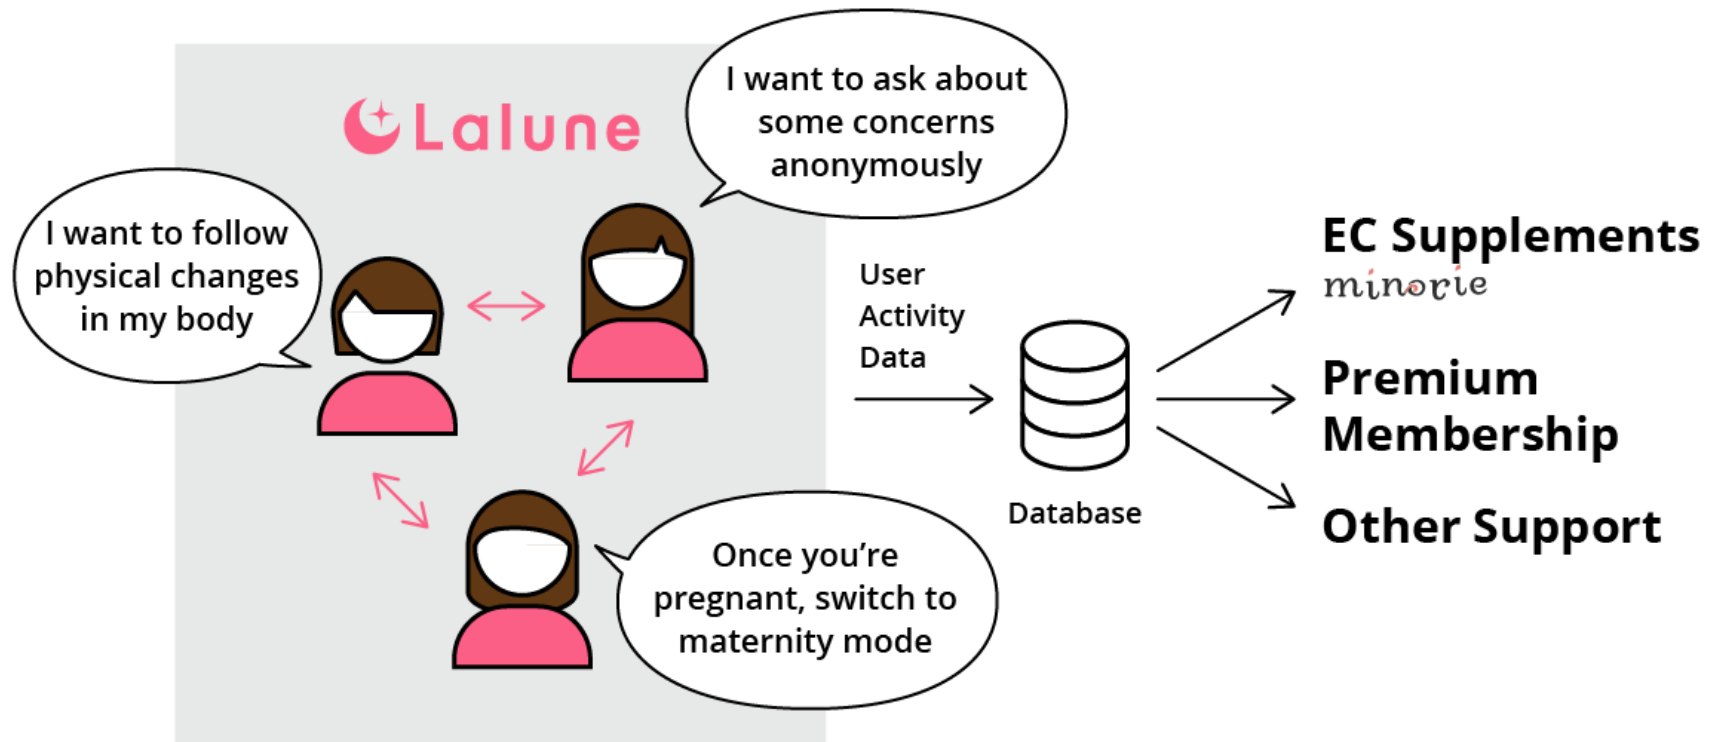 Lalune
I want to ask about
some concerns
anonymously
I want to follow
physical changes
in my body
Once you’re
pregnant, switch to
maternity mode
User
Activity
Data
Database
EC Supplements
minorie
Premium
Membership
Other Support